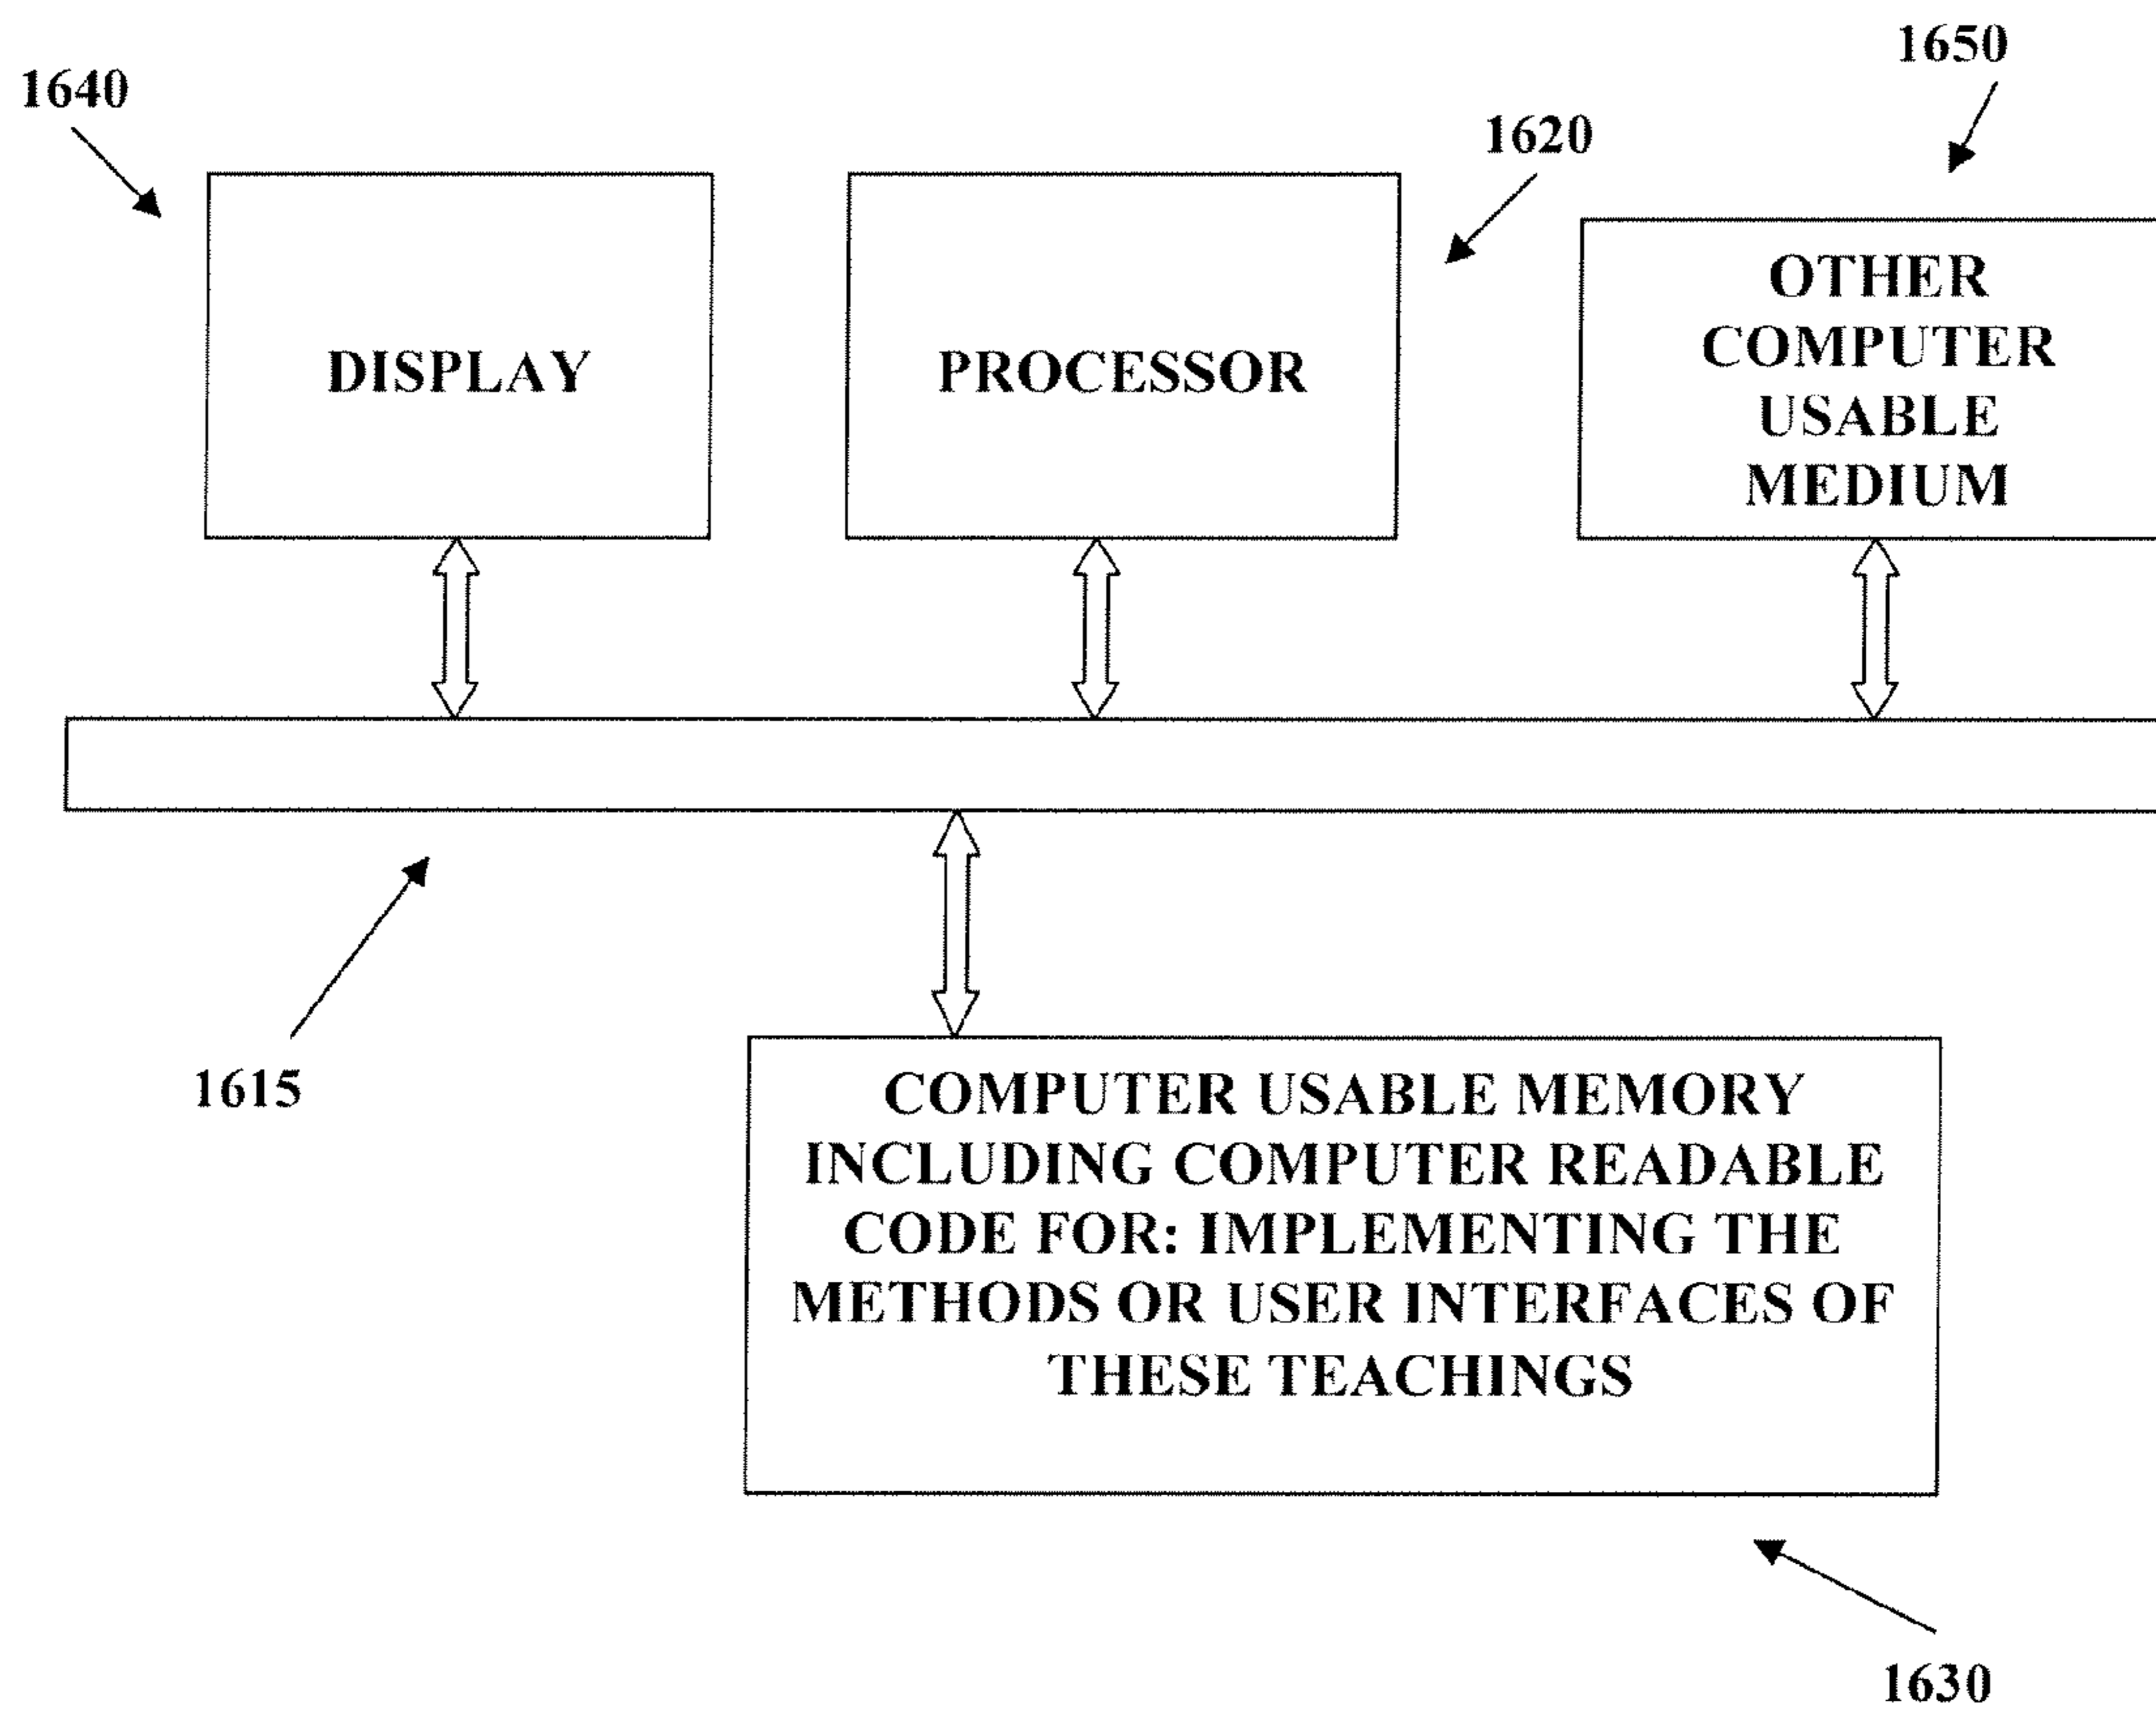 1650
1640
1620
DISPLAY
PROCESSOR
OTHER
COMPUTER
USABLE
MEDIUM
1615
COMPUTER USABLE MEMORY
INCLUDING COMPUTER READABLE
CODE FOR: IMPLEMENTING THE
METHODS OR USER INTERFACES OF
THESE TEACHINGS
1630